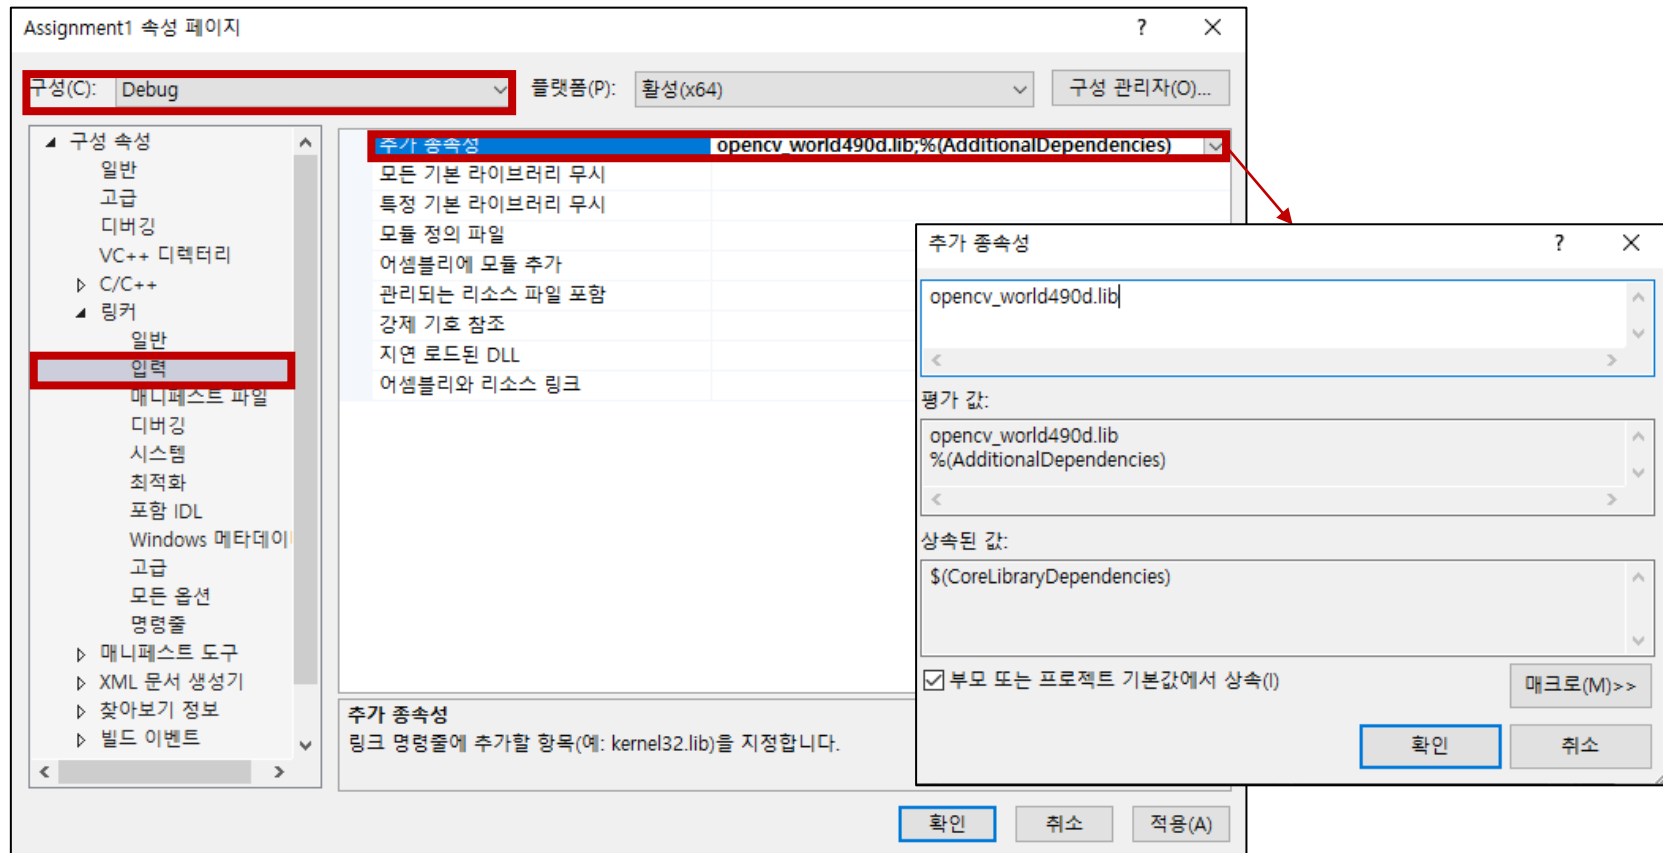 Assignment1 속성 페이지
구성(C): Debug 플랫폼(P): 활성(x64) 구성 관리자(O)...
구성 속성
일반
고급
디버깅
VC++ 디렉터리
C/C++
링커
일반
입력
매니페스트 파일
디버깅
시스템
최적화
포함 IDL
Windows 메타데이
고급
모든 옵션
명령줄
매니페스트 도구
XML 문서 생성기
찾아보기 정보
빌드 이벤트
추가 종속성 opencv_world490d.lib;%(AdditionalDependencies)
모든 기본 라이브러리 무시
특정 기본 라이브러리 무시
모듈 정의 파일
어셈블리에 모듈 추가
관리되는 리소스 파일 포함
강제 기호 참조
지연 로드된 DLL
어셈블리와 리소스 링크
추가 종속성
링크 명령줄에 추가할 항목(예: kernel32.lib)을 지정합니다.
확인 취소 적용(A)
추가 종속성
opencv_world490d.lib
평가 값:
opencv_world490d.lib
%(AdditionalDependencies)
상속된 값:
$(CoreLibraryDependencies)
부모 또는 프로젝트 기본값에서 상속(I)
매크로(M)>>
확인 취소